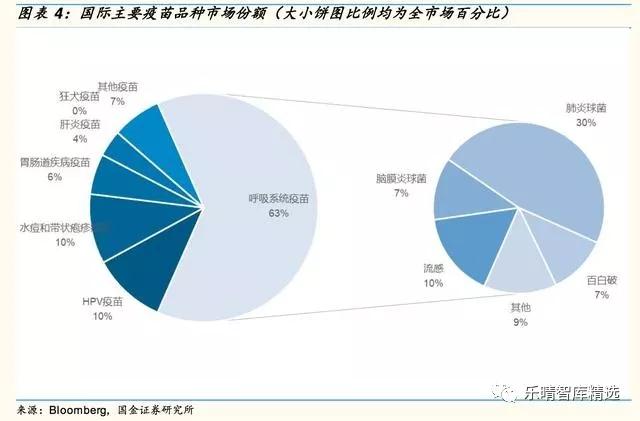 图表 4：国际主要疫苗品种市场份额（大小饼图比例均为全市场百分比）
其他疫苗
7%
狂犬疫苗
0%
肝炎疫苗
4%
胃肠道疾病疫苗
6%
水痘和带状疱疹
10%
HPV疫苗
10%
呼吸系统疫苗
63%
肺炎球菌
30%
脑膜炎球菌
7%
流感
10%
其他
9%
百白破
7%
乐晴智库精选
来源：Bloomberg，国金证券研究所